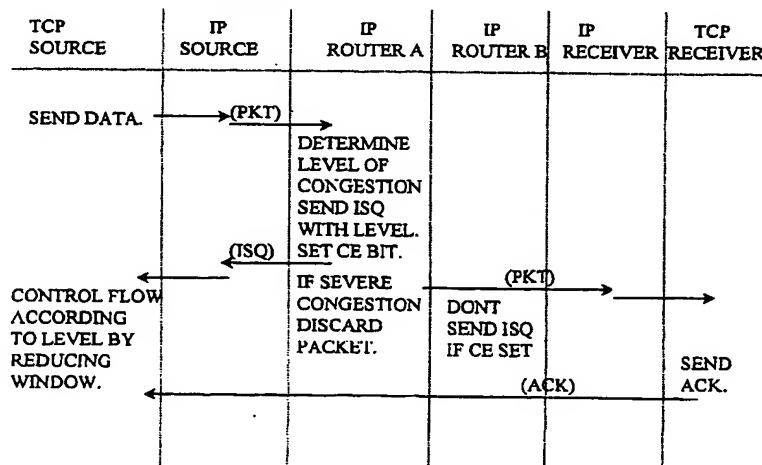 TCP SOURCE
IP SOURCE
IP ROUTER A
IP ROUTER B
IP RECEIVER
TCP RECEIVER
SEND DATA.
(PKT)
DETERMINE
LEVEL OF
CONGESTION
SEND ISQ
WITH LEVEL.
SET CE BIT.
(ISQ)
CONTROL FLOW
ACCORDING
TO LEVEL BY
REDUCING
WINDOW.
IF SEVERE
CONGESTION
DISCARD
PACKET.
(PKT)
DONT
SEND ISQ
IF CE SET
SEND
ACK.
(ACK)